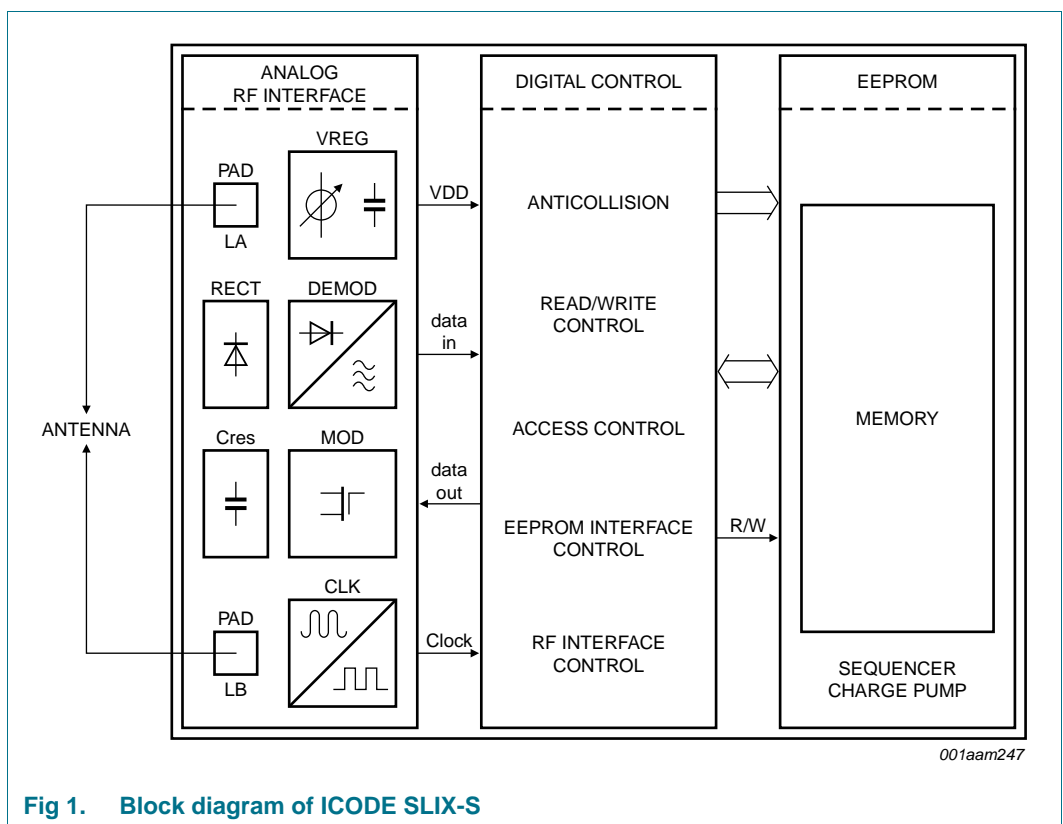 ANALOG
RF INTERFACE
VREG
PAD
LA
RECT
DEMOD
ANTENNA
Cres
MOD
CLK
PAD
LB
VDD
data
in
data
out
Clock
DIGITAL CONTROL
ANTICOLLISION
READ/WRITE
CONTROL
ACCESS CONTROL
EEPROM INTERFACE
CONTROL
RF INTERFACE
CONTROL
R/W
EEPROM
MEMORY
SEQUENCER
CHARGE PUMP
001aam247
Fig 1. Block diagram of ICODE SLIX-S